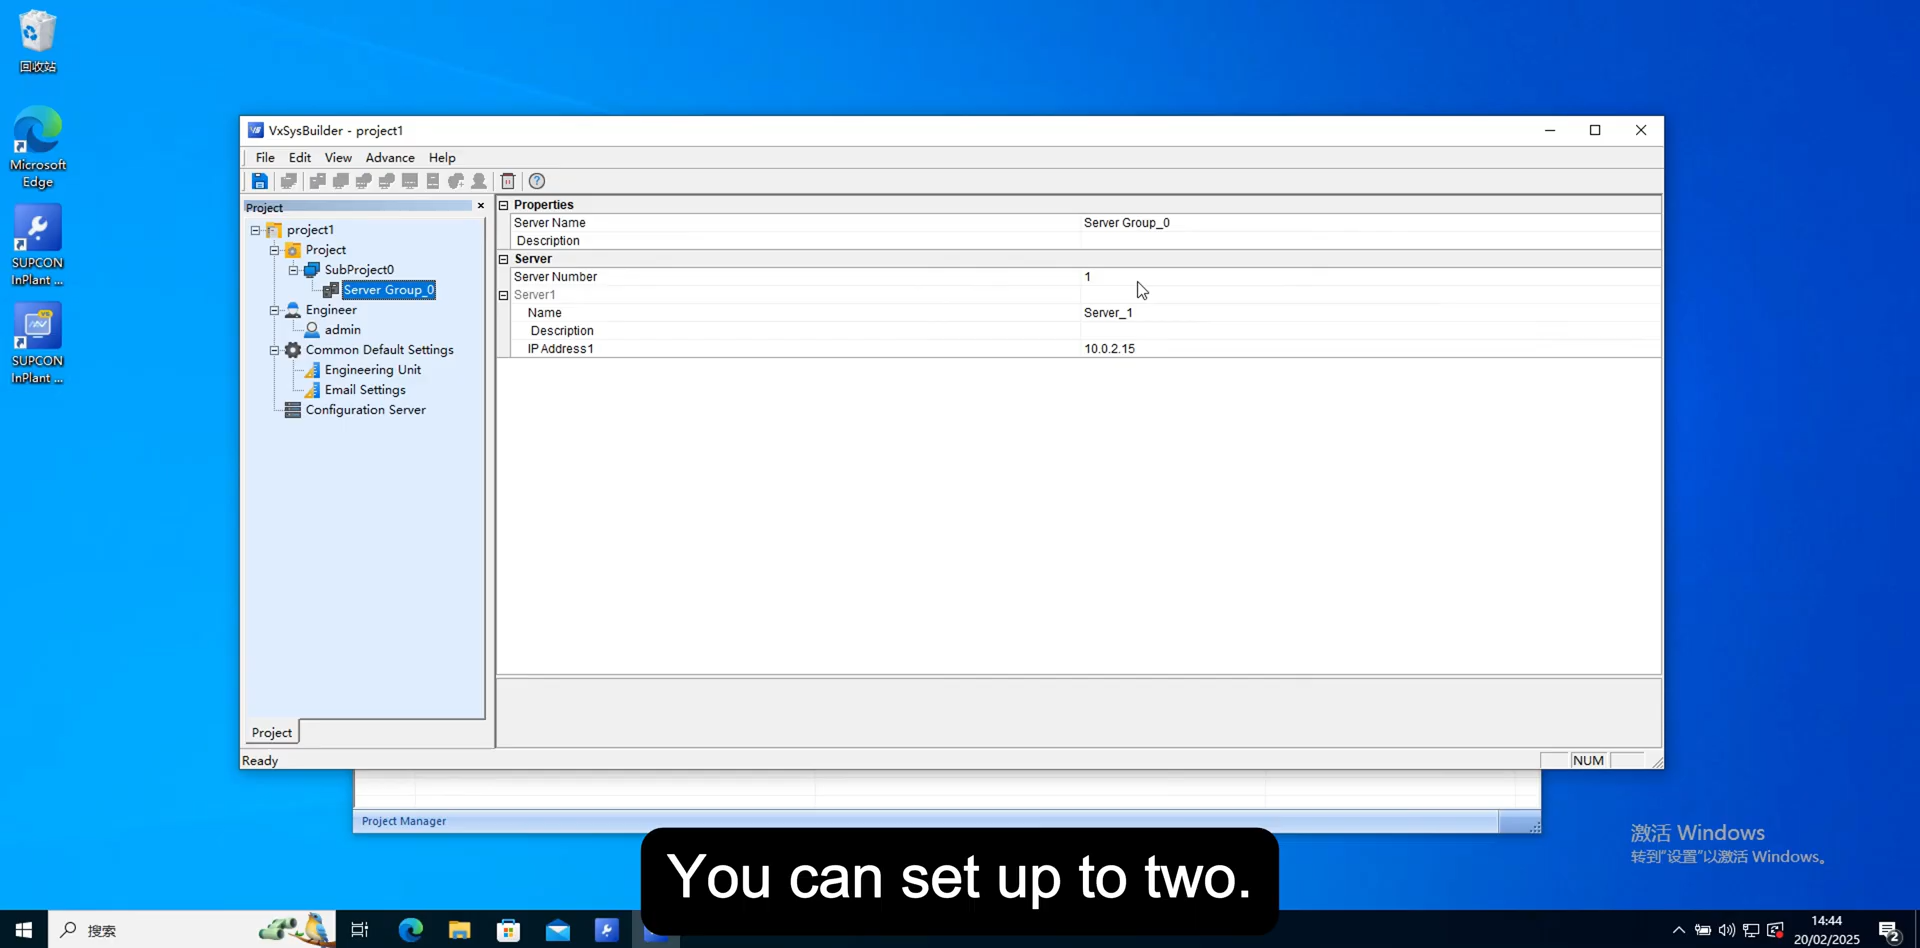 回收站
Microsoft
Edge
SUPCON
InPlant ...
SUPCON
InPlant ...
VxSysBuilder - project1
File Edit View Advance Help
Project
project1
Project
SubProject0
Server Group_0
Engineer
admin
Common Default Settings
Engineering Unit
Email Settings
Configuration Server
Project
Properties
Server Name Server Group_0
Description
Server
Server Number 1
Server1
Name Server_1
Description
IP Address1 10.0.2.15
Ready
NUM
Project Manager
You can set up to two.
激活 Windows
转到"设置"以激活 Windows。
搜索
14:44
20/02/2025
2